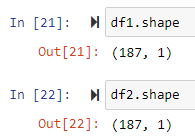 In [21]: df1.shape
Out[21]: (187, 1)
In [22]: df2.shape
Out[22]: (187, 1)